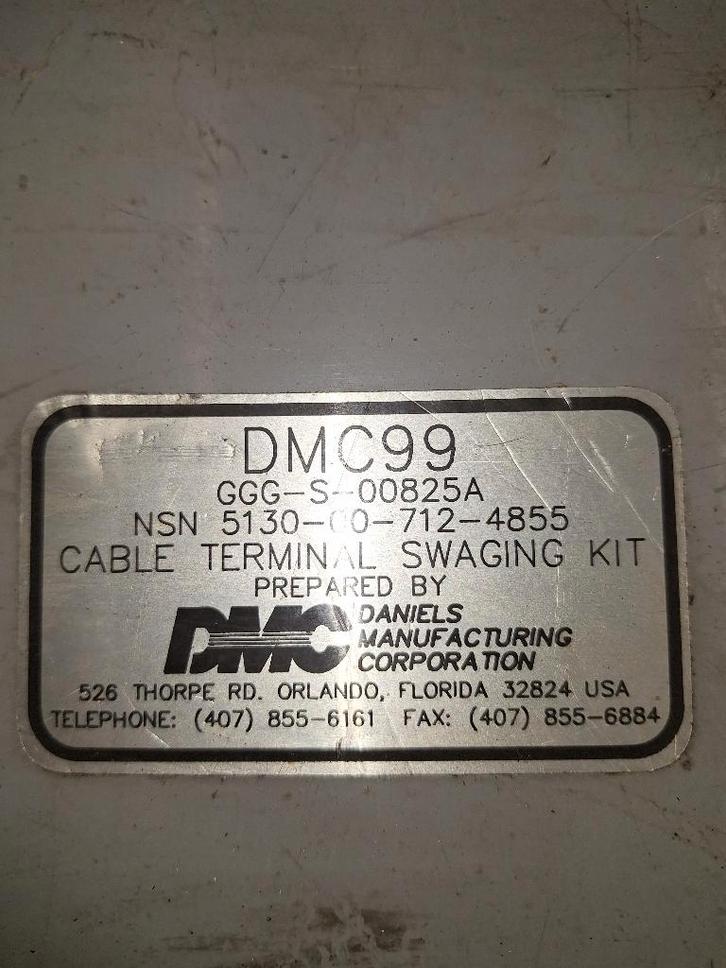 DMC99
GGG-S-00825A
NSN 5130-00-712-4855
CABLE TERMINAL SWAGING KIT
PREPARED BY
DMC DANIELS
MANUFACTURING
CORPORATION
526 THORPE RD. ORLANDO, FLORIDA 32824 USA
TELEPHONE: (407) 855-6161 FAX: (407) 855-6884